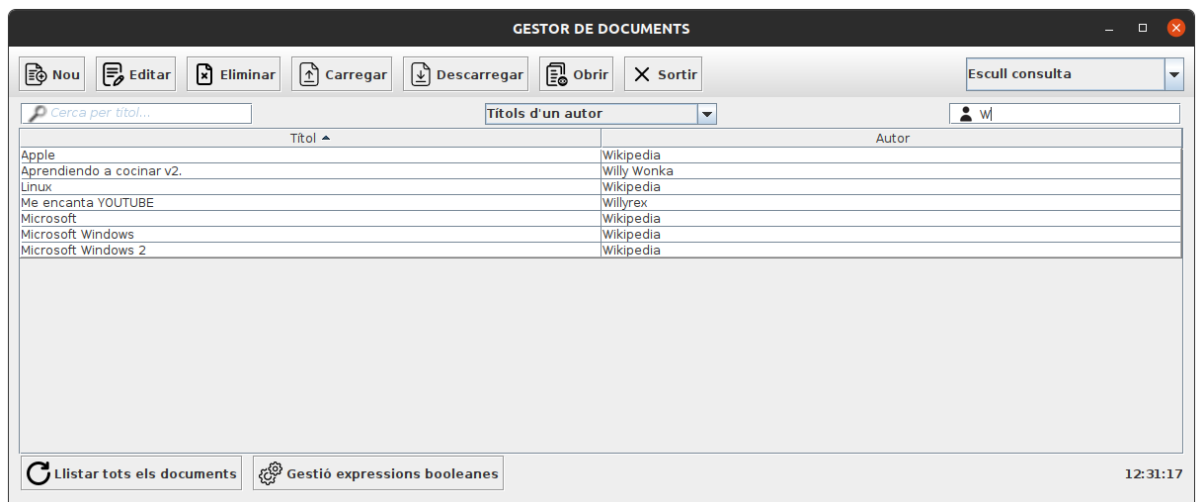 GESTOR DE DOCUMENTS
Nou Editar Eliminar Carregar Descarregar Obrir Sortir Escull consulta
Cerca per títol... Títols d'un autor W
Títol Autor
Apple Wikipedia
Aprendiendo a cocinar v2. Willy Wonka
Linux Wikipedia
Me encanta YOUTUBE Willyrex
Microsoft Wikipedia
Microsoft Windows Wikipedia
Microsoft Windows 2 Wikipedia
Llistar tots els documents Gestió expressions booleanes 12:31:17